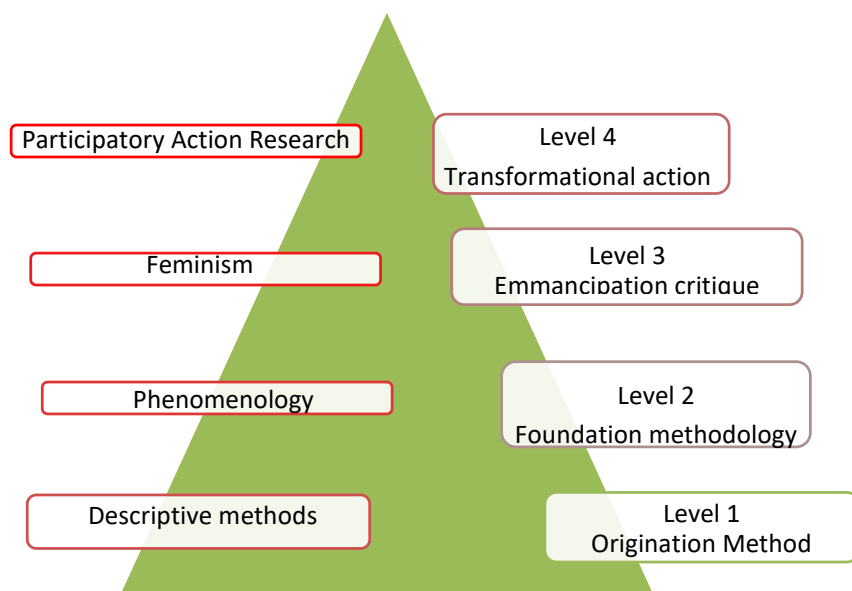 Participatory Action Research
Level 4
Transformational action
Feminism
Level 3
Emmancipation critique
Phenomenology
Level 2
Foundation methodology
Descriptive methods
Level 1
Origination Method